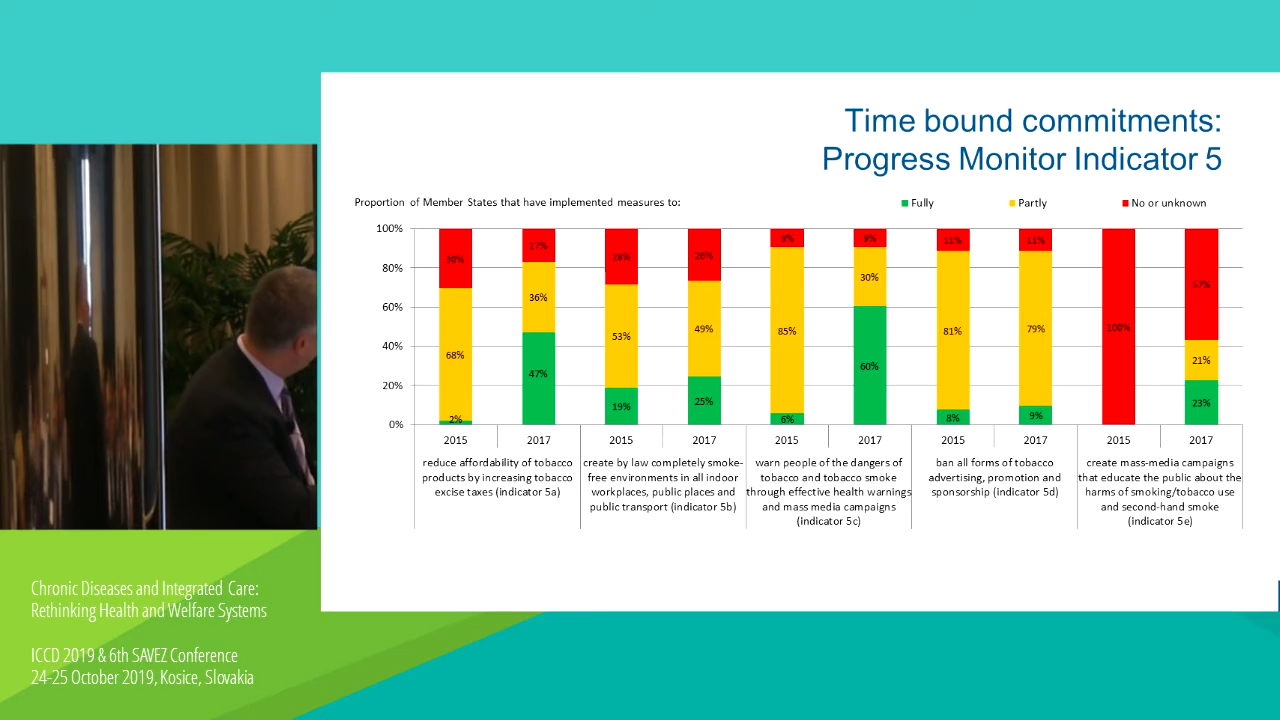 Time bound commitments:
Progress Monitor Indicator 5
Proportion of Member States that have implemented measures to:
Fully
Partly
No or unknown
100%
80%
60%
40%
20%
0%
30%
68%
2%
17%
36%
47%
28%
53%
19%
26%
49%
25%
9%
85%
6%
9%
30%
60%
11%
81%
8%
11%
79%
9%
100%
57%
21%
23%
2015
2017
2015
2017
2015
2017
2015
2017
2015
2017
reduce affordability of tobacco
products by increasing tobacco
excise taxes (indicator 5a)
create by law completely smoke-
free environments in all indoor
workplaces, public places and
public transport (indicator 5b)
warn people of the dangers of
tobacco and tobacco smoke
through effective health warnings
and mass media campaigns
(indicator 5c)
ban all forms of tobacco
advertising, promotion and
sponsorship (indicator 5d)
create mass-media campaigns
that educate the public about the
harms of smoking/tobacco use
and second-hand smoke
(indicator 5e)
Chronic Diseases and Integrated Care:
Rethinking Health and Welfare Systems
ICCD 2019 & 6th SAVEZ Conference
24-25 October 2019, Kosice, Slovakia